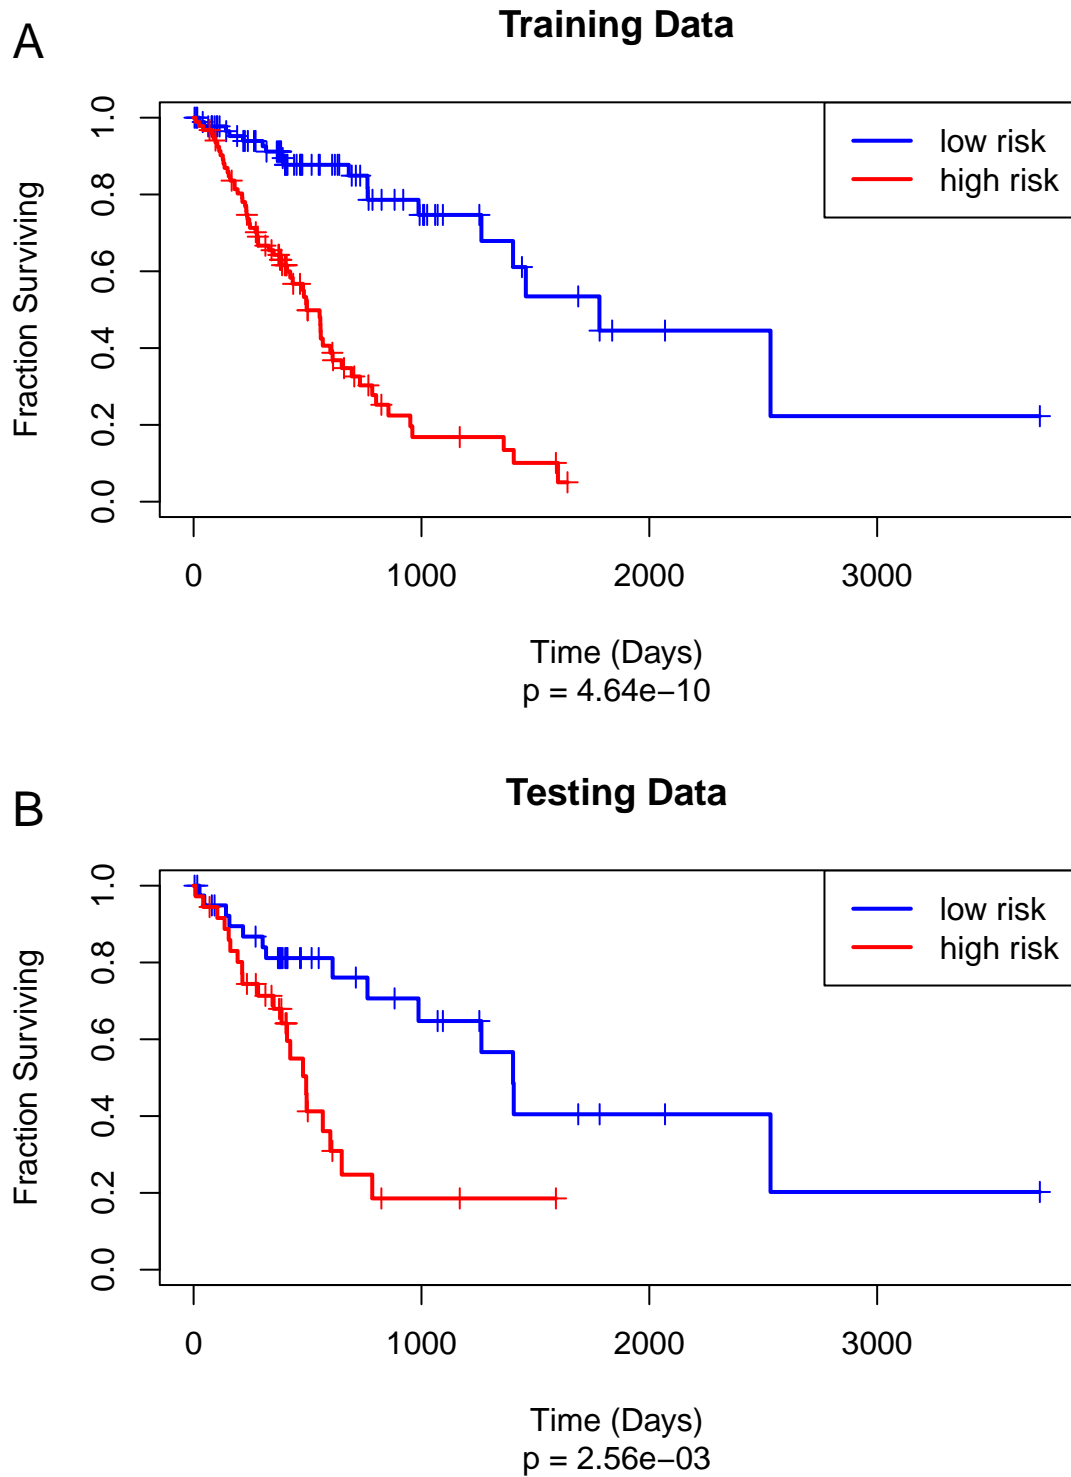 A
Training Data
Fraction Surviving
1.0
0.8
0.6
0.4
0.2
0.0
low risk
high risk
0 1000 2000 3000
Time (Days)
p = 4.64e−10
B
Testing Data
Fraction Surviving
1.0
0.8
0.6
0.4
0.2
0.0
low risk
high risk
0 1000 2000 3000
Time (Days)
p = 2.56e−03